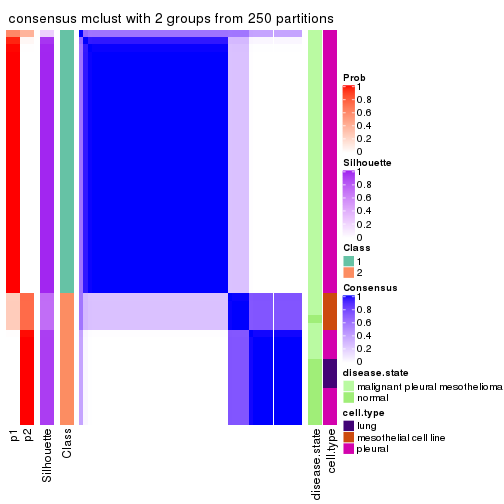 consensus mclust with 2 groups from 250 partitions
Prob
1
0.8
0.6
0.4
0.2
0
Silhouette
1
0.8
0.6
0.4
0.2
0
Class
1
2
Consensus
1
0.8
0.6
0.4
0.2
0
disease.state
malignant pleural mesothelioma
normal
cell.type
lung
mesothelial cell line
pleural
p1
p2
Silhouette
Class
disease.state
cell.type